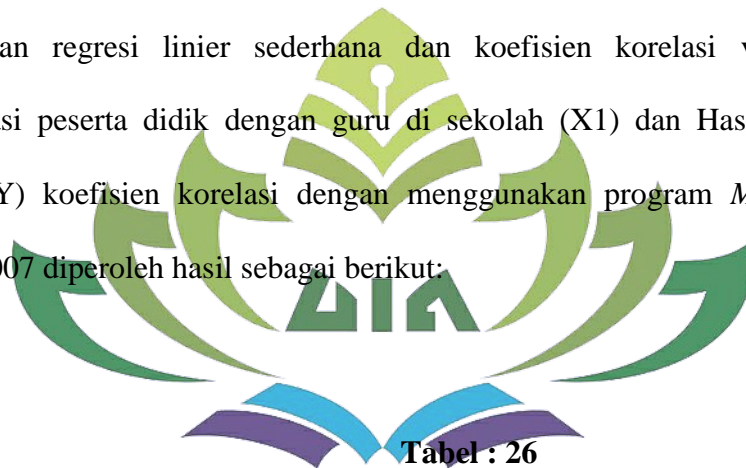 an regresi linier sederhana dan koefisien korelasi v
si peserta didik dengan guru di sekolah (X1) dan Has
Y) koefisien korelasi dengan menggunakan program M
007 diperoleh hasil sebagai berikut:
UIN
Tabel : 26